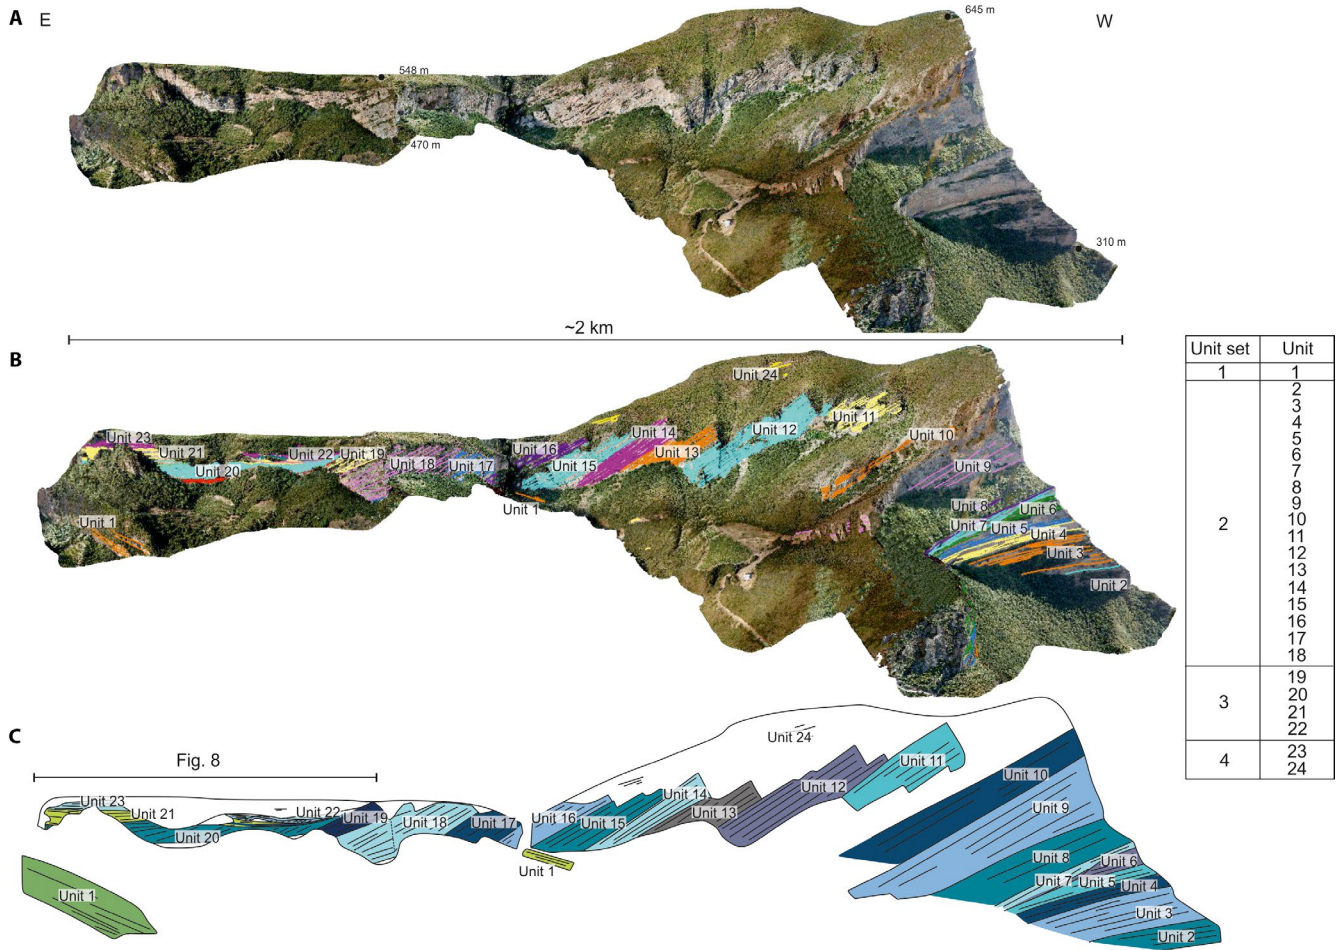 A E
W
645 m
548 m
470 m
310 m
~2 km
B
Unit 24
Unit 23
Unit 21
Unit 20
Unit 22
Unit 19
Unit 18
Unit 17
Unit 16
Unit 15
Unit 14
Unit 13
Unit 12
Unit 11
Unit 10
Unit 9
Unit 8
Unit 6
Unit 7
Unit 5
Unit 4
Unit 3
Unit 2
Unit 1
Unit 1
Unit set Unit
1 1
2
2
3
4
5
6
7
8
9
10
11
12
13
14
15
16
17
18
3
19
20
21
22
4
23
24
C
Fig. 8
Unit 24
Unit 23
Unit 21
Unit 20
Unit 22
Unit 19
Unit 18
Unit 17
Unit 16
Unit 15
Unit 14
Unit 13
Unit 12
Unit 11
Unit 10
Unit 9
Unit 8
Unit 6
Unit 7
Unit 5
Unit 4
Unit 3
Unit 2
Unit 1
Unit 1